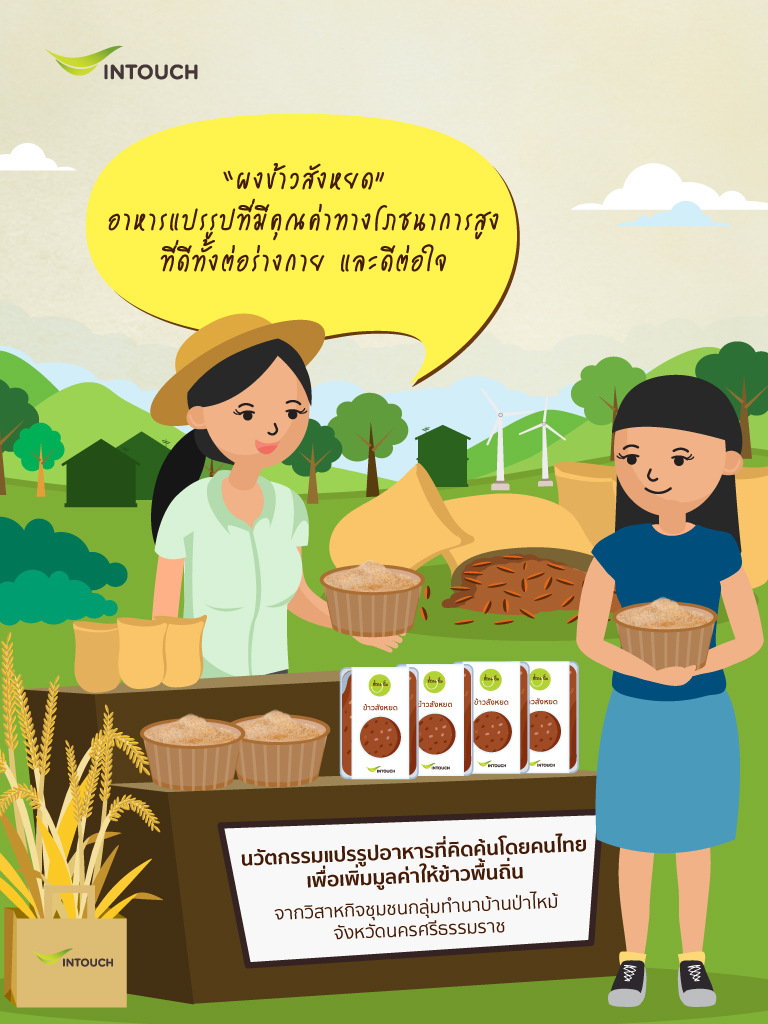 INTOUCH
"ผงข้าวสังหยด"
อาหารแปรรูปที่มีคุณค่าทางโภชนาการสูง
ที่ดีทั้งต่อร่างกาย และดีต่อใจ
ข้าวสังหยด
ข้าวสังหยด
ข้าวสังหยด
ข้าวสังหยด
INTOUCH
INTOUCH
INTOUCH
INTOUCH
นวัตกรรมแปรรูปอาหารที่คิดค้นโดยคนไทย
เพื่อเพิ่มมูลค่าให้ข้าวพื้นถิ่น
จากวิสาหกิจชุมชนกลุ่มทำนาบ้านป่าไหม้
จังหวัดนครศรีธรรมราช
INTOUCH